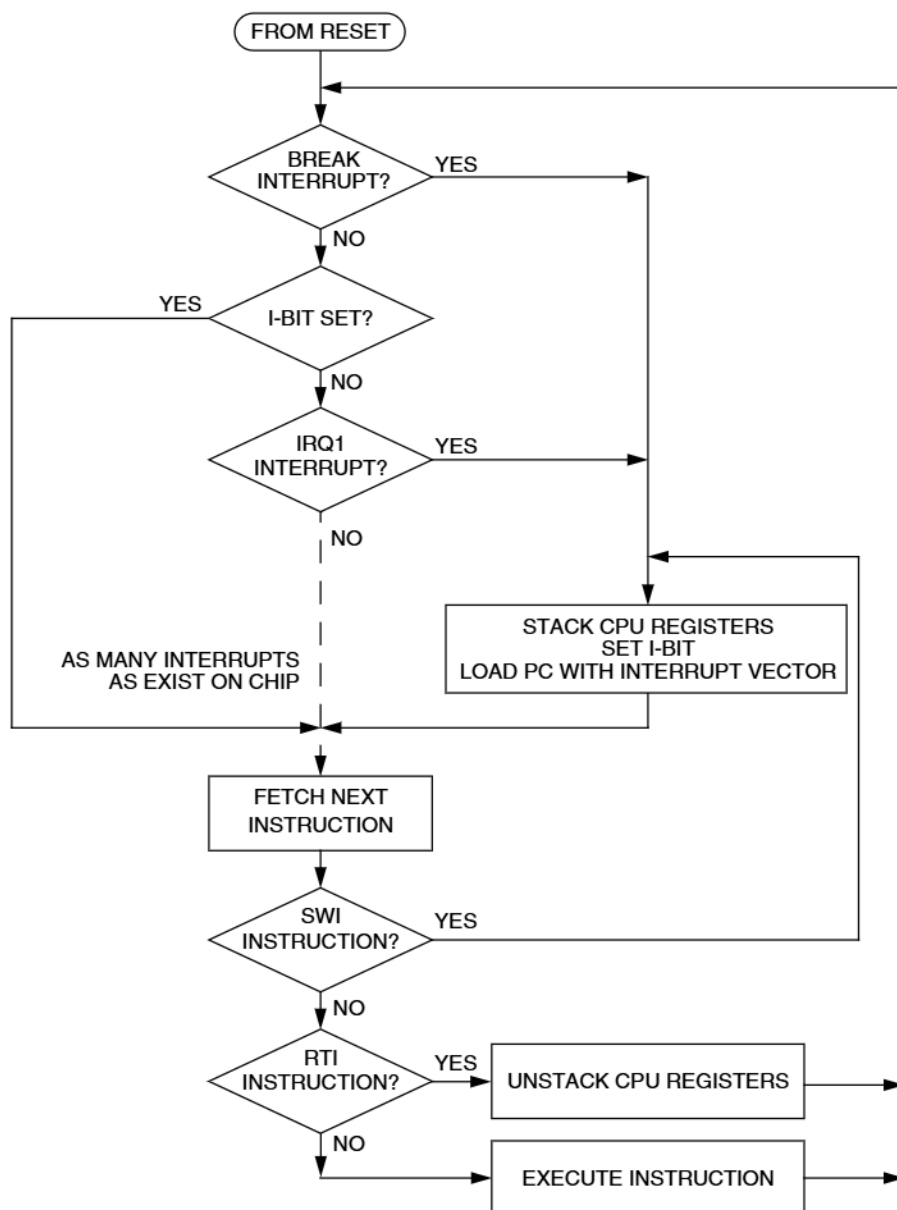 FROM RESET
BREAK
INTERRUPT?
YES
NO
YES
I-BIT SET?
NO
IRQ1
INTERRUPT?
YES
NO
STACK CPU REGISTERS
SET I-BIT
LOAD PC WITH INTERRUPT VECTOR
AS MANY INTERRUPTS
AS EXIST ON CHIP
FETCH NEXT
INSTRUCTION
SWI
INSTRUCTION?
YES
NO
RTI
INSTRUCTION?
YES
UNSTACK CPU REGISTERS
NO
EXECUTE INSTRUCTION